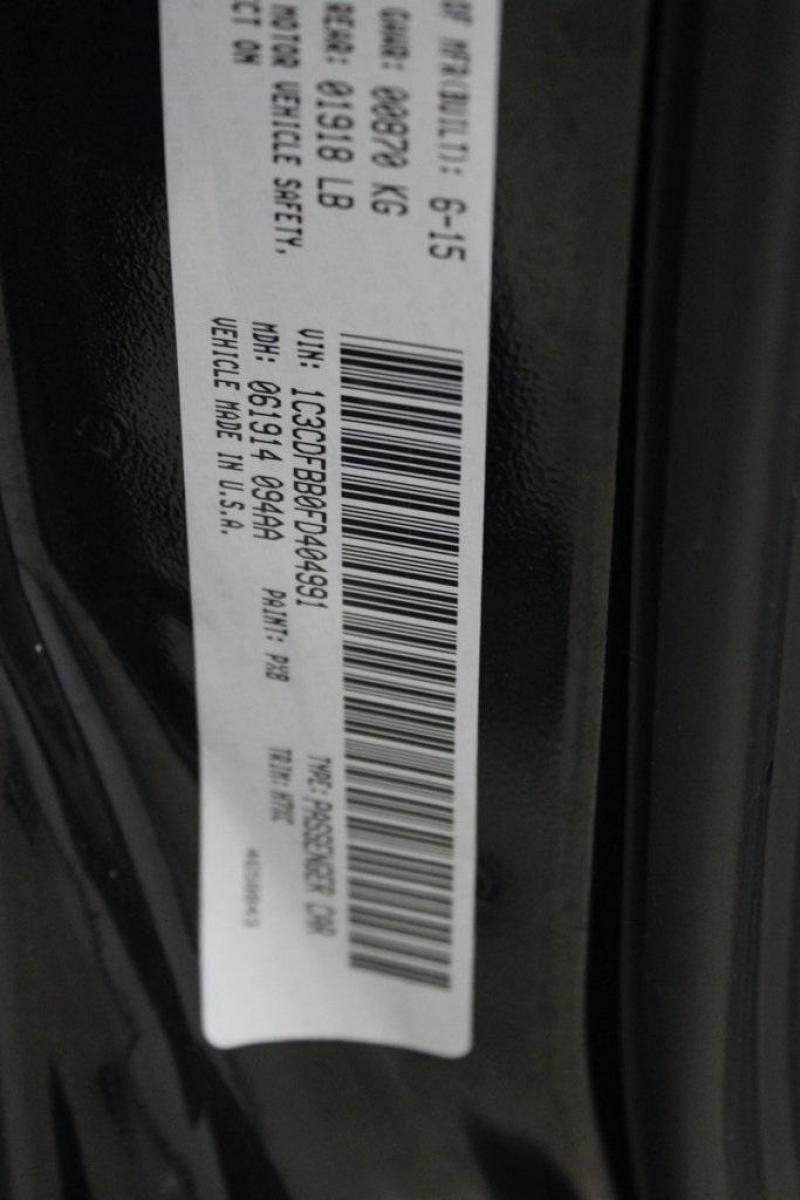 OF MFR(BUILT): 6-15
GAWR: 00870 KG
REAR: 01918 LB
MOTOR VEHICLE SAFETY,
ECT ON
VIN: 1C3CDFBB0FD404991
TYPE: PASSENGER CAR
MDH: 061914 094AA
PAINT: PXB
VEHICLE MADE IN U.S.A.
TRIM: